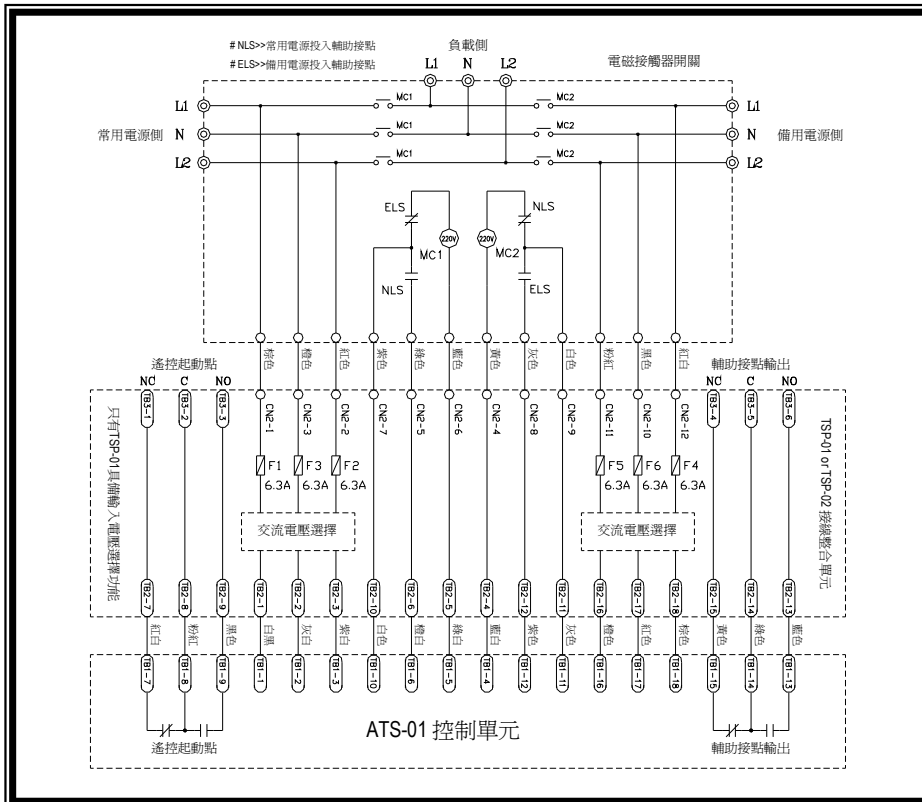 # NLS>>常用電源投入輔助接點
# ELS>>備用電源投入輔助接點
負載側
L1 N L2
電磁接觸器開關
L1 MC1 MC2 L1
常用電源側 N MC1 MC2 N 備用電源側
L2 MC1 MC2 L2
ELS NLS
220V 220V
MC1 MC2
NLS ELS
棕色 橙色 紅色 紫色 綠色 藍色 黃色 灰色 白色 粉紅 黑色 紅白
遙控起動點 輔助接點輸出
NC C NO NC C NO
TB3-1 TB3-2 TB3-3 CN2-1 CN2-3 CN2-2 CN2-7 CN2-5 CN2-6 CN2-4 CN2-8 CN2-9 CN2-11 CN2-10 CN2-12 TB3-4 TB3-5 TB3-6
只有TSP-01具備輸入電壓選擇功能
TSP-01 or TSP-02 接線整合單元
F1 F3 F2 F5 F6 F4
6.3A 6.3A 6.3A 6.3A 6.3A 6.3A
交流電壓選擇 交流電壓選擇
TB2-7 TB2-8 TB2-9 TB2-1 TB2-2 TB2-3 TB2-10 TB2-6 TB2-5 TB2-4 TB2-12 TB2-11 TB2-16 TB2-17 TB2-18 TB2-15 TB2-14 TB2-13
紅白 粉紅 黑色 白黑 灰白 紫白 白色 橙白 綠白 藍白 紫色 灰色 橙色 紅色 棕色 黃色 綠色 藍色
TB1-7 TB1-8 TB1-9 TB1-1 TB1-2 TB1-3 TB1-10 TB1-6 TB1-5 TB1-4 TB1-12 TB1-11 TB1-16 TB1-17 TB1-18 TB1-15 TB1-14 TB1-13
ATS-01 控制單元
遙控起動點 輔助接點輸出